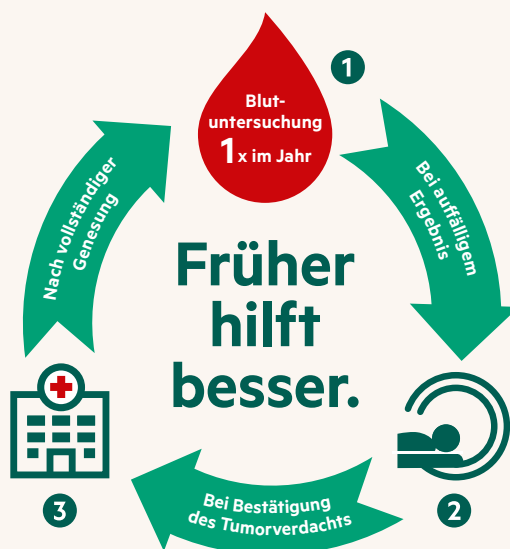 1
Blut-
untersuchung
1x im Jahr
Bei auffälligem
Ergebnis
Nach vollständiger
Genesung
Früher
hilft
besser.
2
Bei Bestätigung
des Tumorverdachts
3